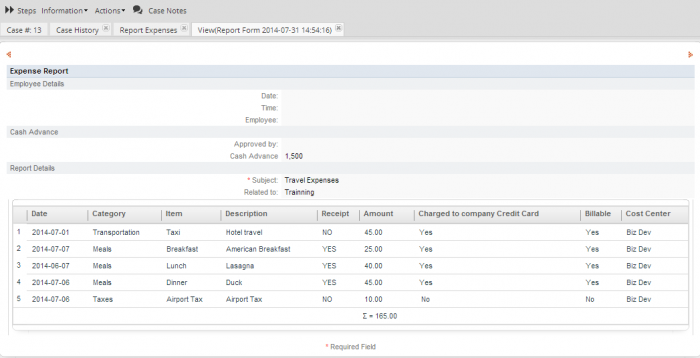 Steps Information Actions Case Notes
Case #: 13 Case History Report Expenses View(Report Form 2014-07-31 14:54:16)
Expense Report
Employee Details
Date:
Time:
Employee:
Cash Advance
Approved by:
Cash Advance 1,500
Report Details
* Subject: Travel Expenses
Related to: Trainning
Date Category Item Description Receipt Amount Charged to company Credit Card Billable Cost Center
1 2014-07-01 Transportation Taxi Hotel travel NO 45.00 Yes Yes Biz Dev
2 2014-07-07 Meals Breakfast American Breakfast YES 25.00 Yes Yes Biz Dev
3 2014-06-07 Meals Lunch Lasagna YES 40.00 Yes Yes Biz Dev
4 2014-07-06 Meals Dinner Duck YES 45.00 Yes Yes Biz Dev
5 2014-07-06 Taxes Airport Tax Airport Tax NO 10.00 No No Biz Dev
Σ = 165.00
* Required Field